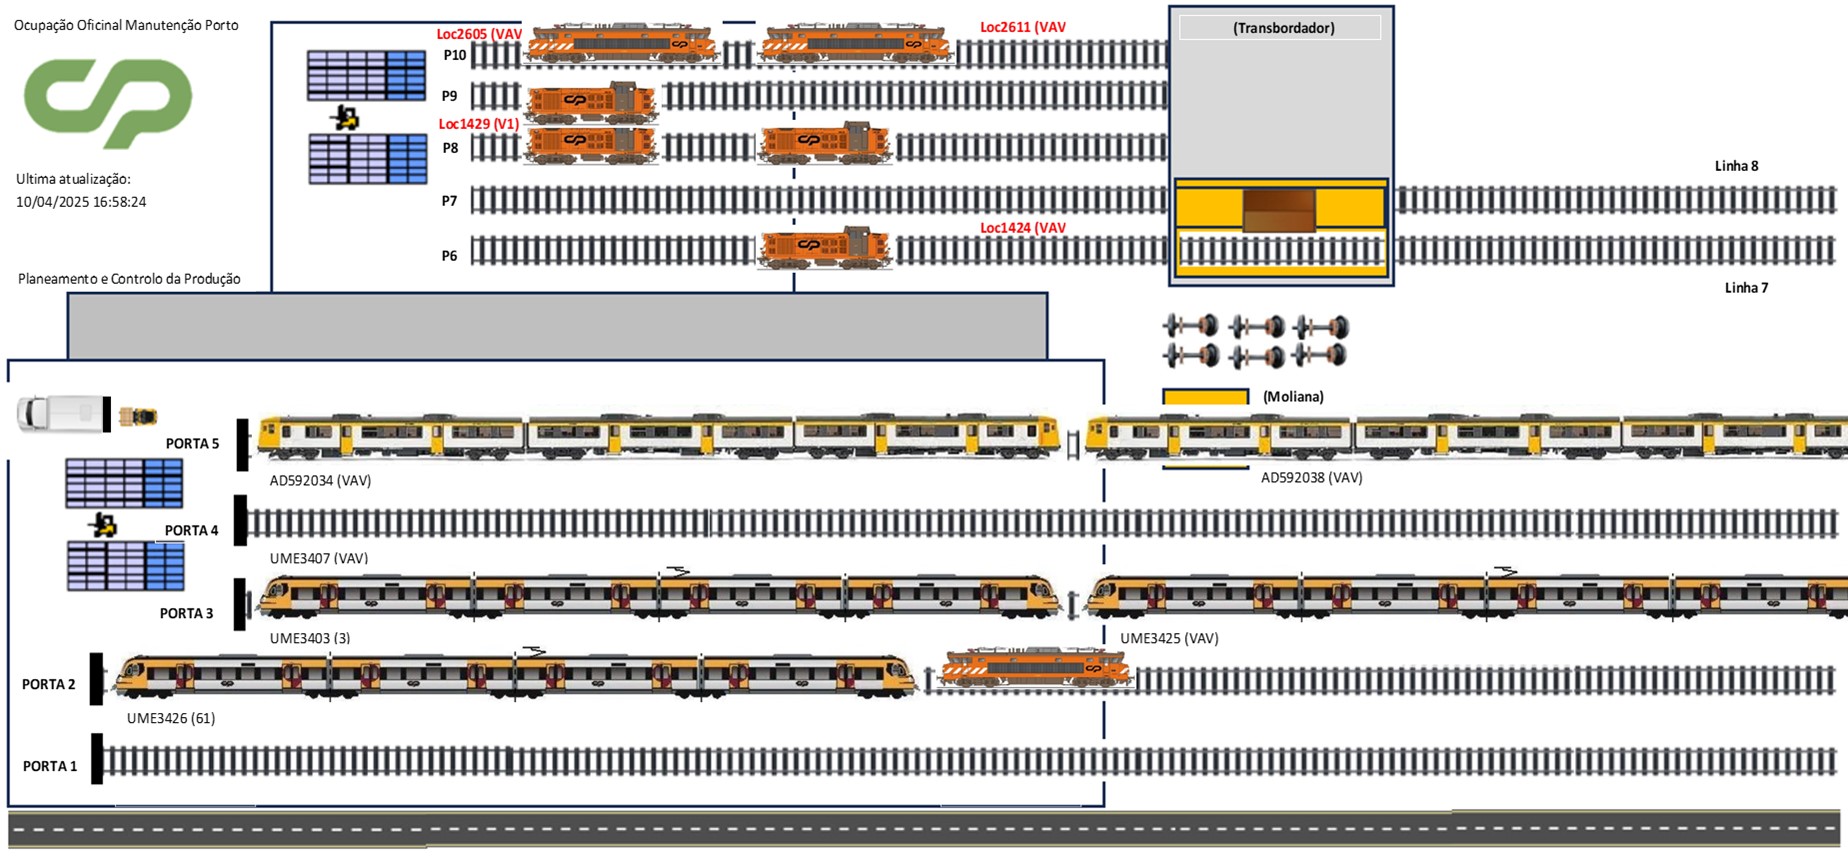 Ocupação Oficinal Manutenção Porto
CP
Ultima atualização:
10/04/2025 16:58:24
Planeamento e Controlo da Produção
Loc2605 (VAV
Loc2611 (VAV
P10
P9
Loc1429 (V1)
P8
P7
Loc1424 (VAV
P6
(Transbordador)
Linha 8
Linha 7
(Moliana)
PORTA 5
AD592034 (VAV)
AD592038 (VAV)
PORTA 4
UME3407 (VAV)
PORTA 3
UME3403 (3)
UME3425 (VAV)
PORTA 2
UME3426 (61)
PORTA 1